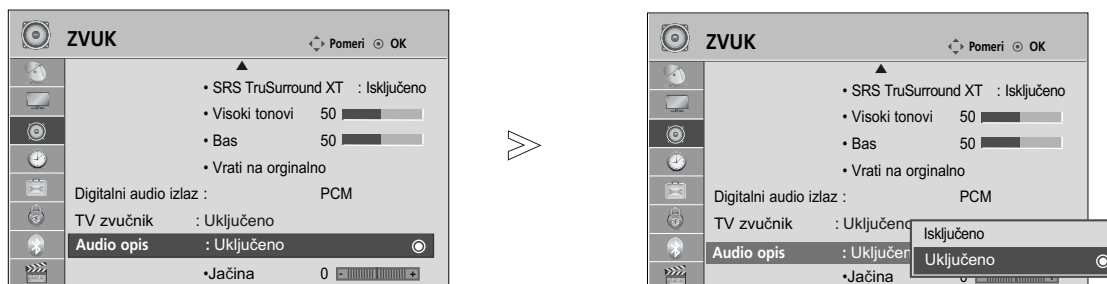 ZVUK
Pomeri OK
• SRS TruSurround XT : Isključeno
• Visoki tonovi 50
• Bas 50
• Vrati na orginalno
Digitalni audio izlaz : PCM
TV zvučnik : Uključeno
Audio opis : Uključeno
•Jačina 0 - +
ZVUK
Pomeri OK
• SRS TruSurround XT : Isključeno
• Visoki tonovi 50
• Bas 50
• Vrati na orginalno
Digitalni audio izlaz : PCM
TV zvučnik : Uključeno
Isključeno
Audio opis : Uključen
Uključeno
•Jačina 0